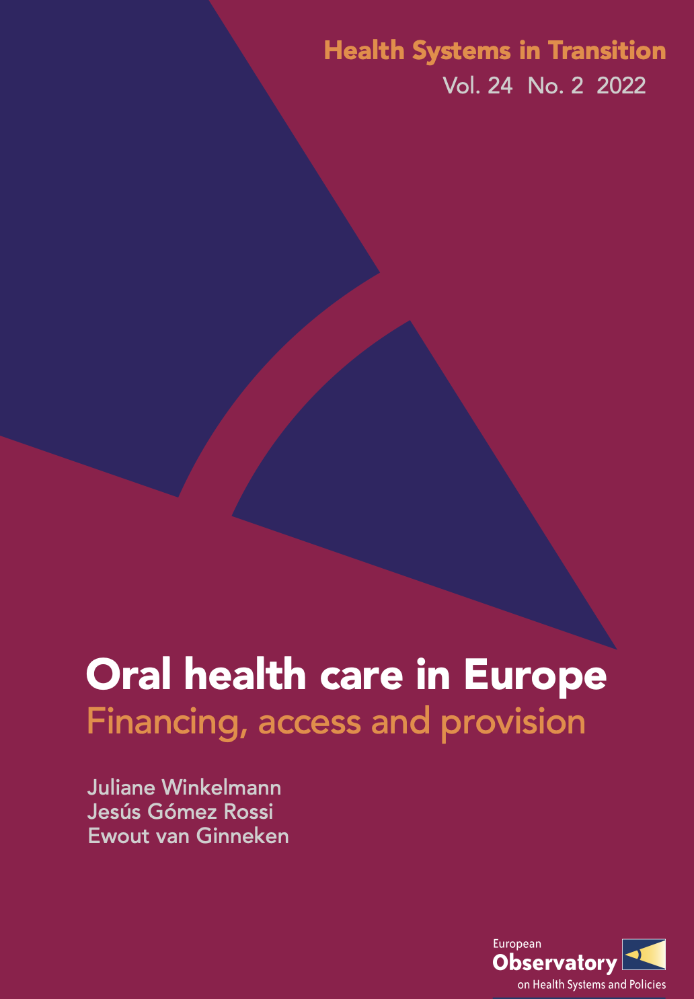 Health Systems in Transition
Vol. 24 No. 2 2022
Oral health care in Europe
Financing, access and provision
Juliane Winkelmann
Jesús Gómez Rossi
Ewout van Ginneken
European
Observatory
on Health Systems and Policies